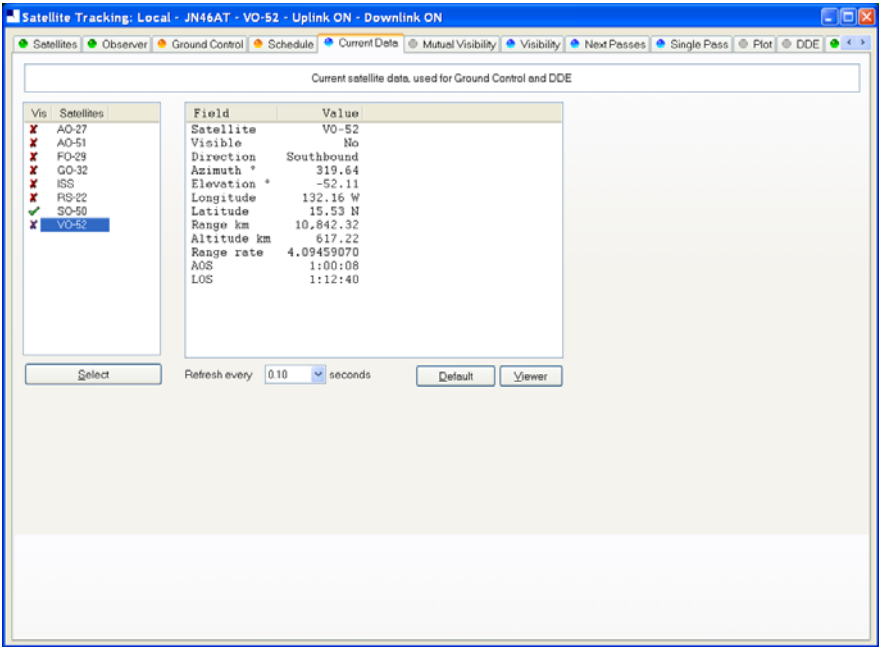 Satellite Tracking: Local - JN46AT - VO-52 - Uplink ON - Downlink ON
Satellites Observer Ground Control Schedule Current Data Mutual Visibility Visibility Next Passes Single Pass Plot DDE
Current satellite data, used for Ground Control and DDE
Vis Satellites
AO-27
AO-51
FO-29
GO-32
ISS
RS-22
SO-50
VO-52
Field Value
Satellite VO-52
Visible No
Direction Southbound
Azimuth ° 319.64
Elevation ° -52.11
Longitude 132.16 W
Latitude 15.53 N
Range km 10,842.32
Altitude km 617.22
Range rate 4.09459070
AOS 1:00:08
LOS 1:12:40
Select
Refresh every 0.10 seconds
Default Viewer